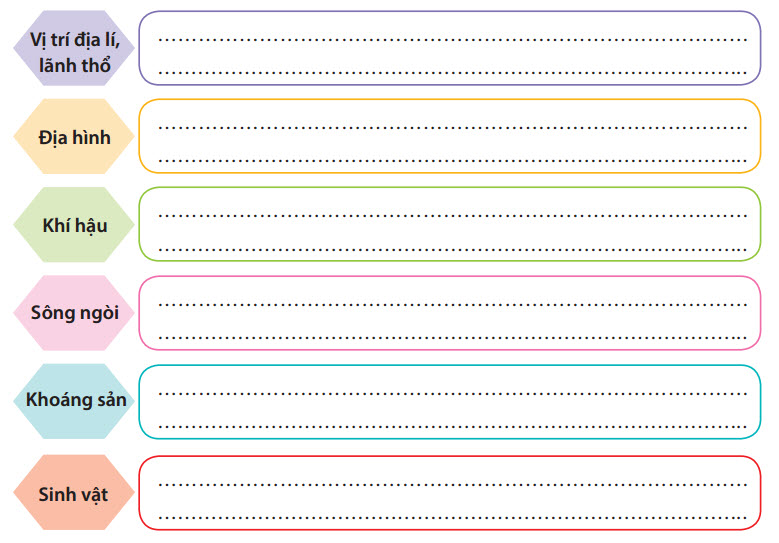 Vị trí địa lí,
lãnh thổ
Địa hình
Khí hậu
Sông ngòi
Khoáng sản
Sinh vật